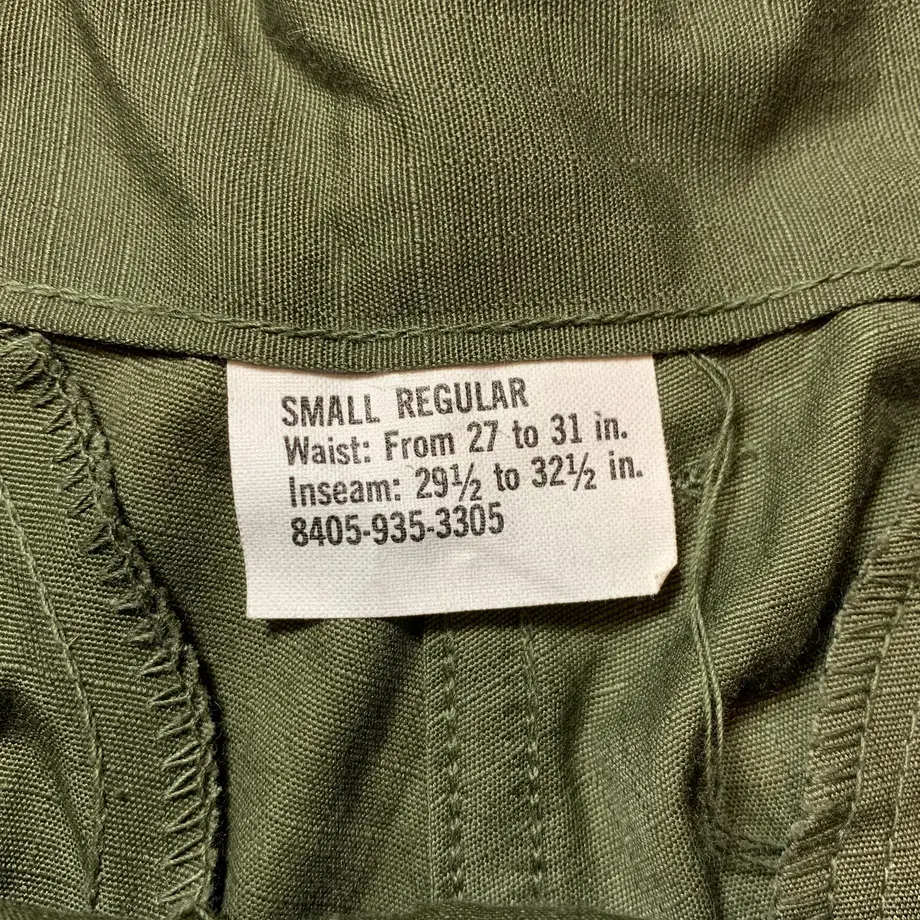 SMALL REGULAR
Waist: From 27 to 31 in.
Inseam: 29½ to 32½ in.
8405-935-3305